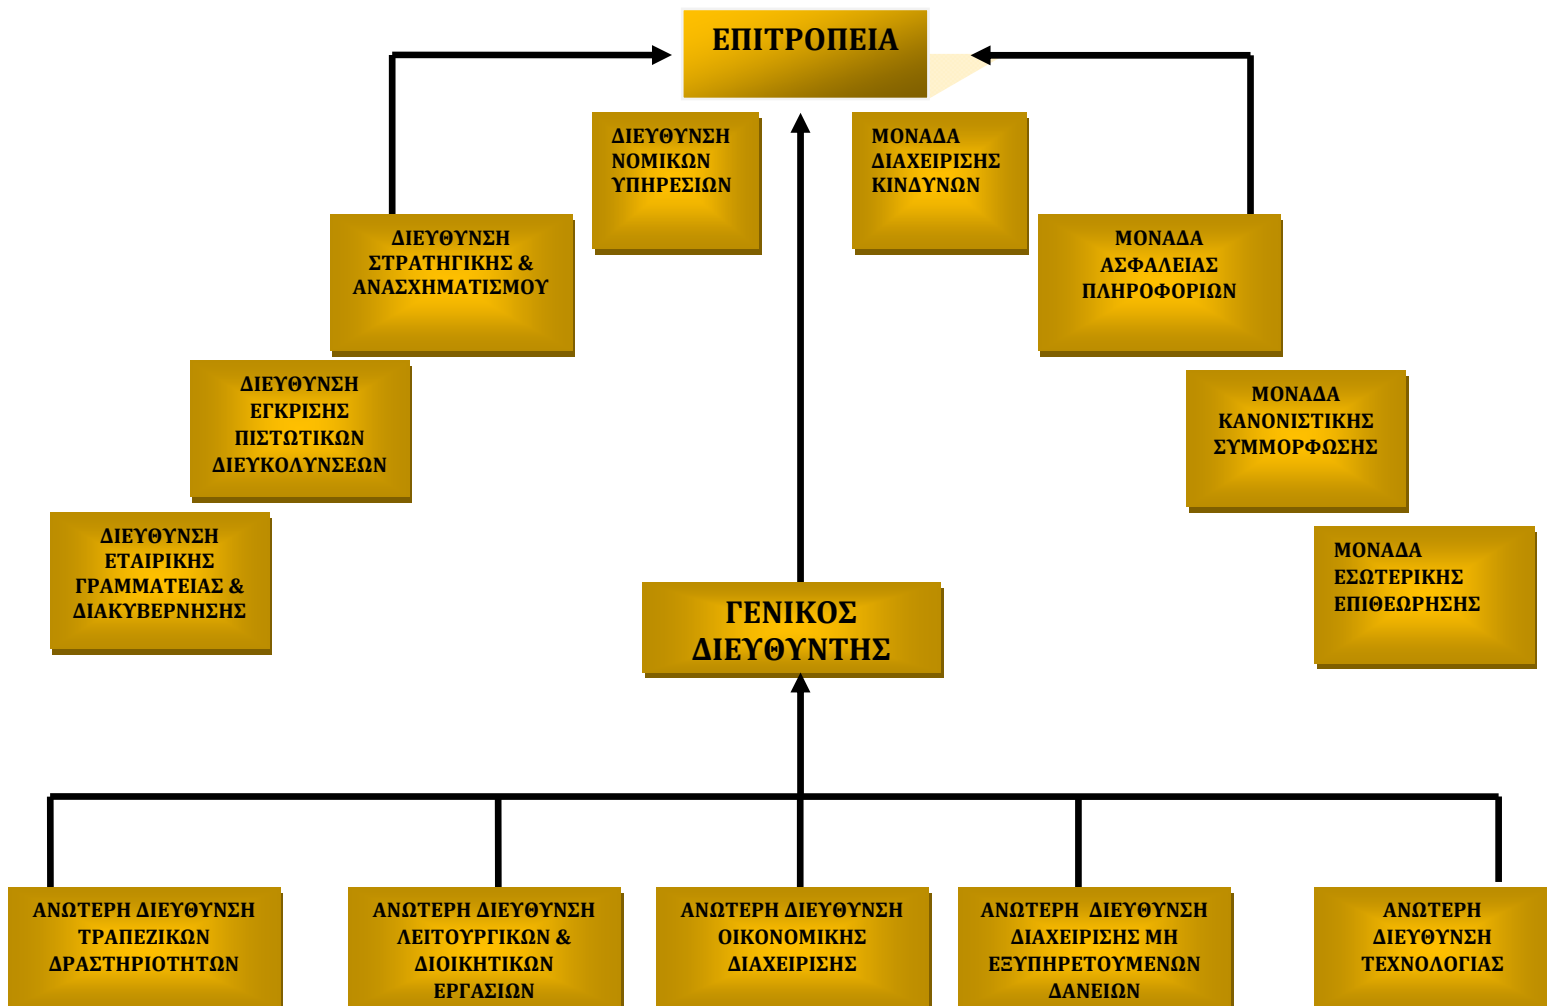 ΕΠΙΤΡΟΠΕΙΑ
ΔΙΕΥΘΥΝΣΗ
ΝΟΜΙΚΩΝ
ΥΠΗΡΕΣΙΩΝ
ΜΟΝΑΔΑ
ΔΙΑΧΕΙΡΙΣΗΣ
ΚΙΝΔΥΝΩΝ
ΔΙΕΥΘΥΝΣΗ
ΣΤΡΑΤΗΓΙΚΗΣ &
ΑΝΑΣΧΗΜΑΤΙΣΜΟΥ
ΜΟΝΑΔΑ
ΑΣΦΑΛΕΙΑΣ
ΠΛΗΡΟΦΟΡΙΩΝ
ΔΙΕΥΘΥΝΣΗ
ΕΓΚΡΙΣΗΣ
ΠΙΣΤΩΤΙΚΩΝ
ΔΙΕΥΚΟΛΥΝΣΕΩΝ
ΜΟΝΑΔΑ
ΚΑΝΟΝΙΣΤΙΚΗΣ
ΣΥΜΜΟΡΦΩΣΗΣ
ΔΙΕΥΘΥΝΣΗ
ΕΤΑΙΡΙΚΗΣ
ΓΡΑΜΜΑΤΕΙΑΣ &
ΔΙΑΚΥΒΕΡΝΗΣΗΣ
ΜΟΝΑΔΑ
ΕΣΩΤΕΡΙΚΗΣ
ΕΠΙΘΕΩΡΗΣΗΣ
ΓΕΝΙΚΟΣ
ΔΙΕΥΘΥΝΤΗΣ
ΑΝΩΤΕΡΗ ΔΙΕΥΘΥΝΣΗ
ΤΡΑΠΕΖΙΚΩΝ
ΔΡΑΣΤΗΡΙΟΤΗΤΩΝ
ΑΝΩΤΕΡΗ ΔΙΕΥΘΥΝΣΗ
ΛΕΙΤΟΥΡΓΙΚΩΝ &
ΔΙΟΙΚΗΤΙΚΩΝ
ΕΡΓΑΣΙΩΝ
ΑΝΩΤΕΡΗ ΔΙΕΥΘΥΝΣΗ
ΟΙΚΟΝΟΜΙΚΗΣ
ΔΙΑΧΕΙΡΙΣΗΣ
ΑΝΩΤΕΡΗ ΔΙΕΥΘΥΝΣΗ
ΔΙΑΧΕΙΡΙΣΗΣ ΜΗ
ΕΞΥΠΗΡΕΤΟΥΜΕΝΩΝ
ΔΑΝΕΙΩΝ
ΑΝΩΤΕΡΗ
ΔΙΕΥΘΥΝΣΗ
ΤΕΧΝΟΛΟΓΙΑΣ